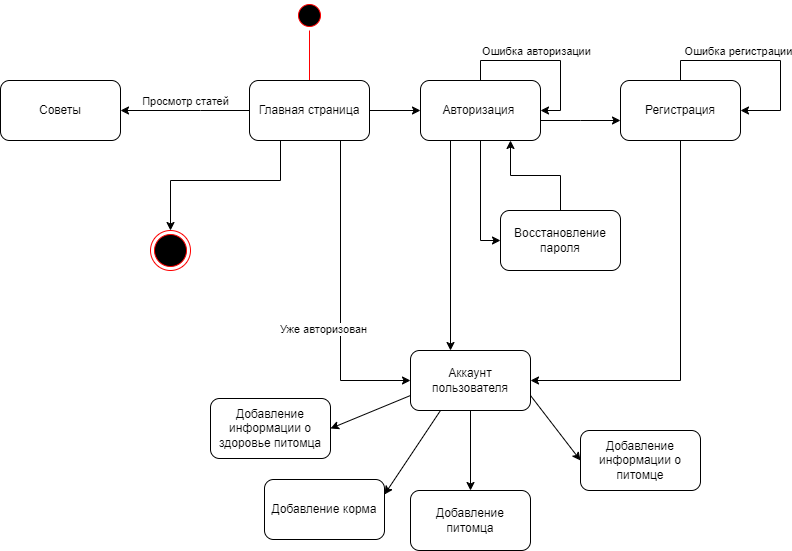 Ошибка авторизации
Ошибка регистрации
Советы
Просмотр статей
Главная страница
Авторизация
Регистрация
Восстановление
пароля
Уже авторизован
Аккаунт
пользователя
Добавление
информации о
здоровье питомца
Добавление
информации о
питомце
Добавление корма
Добавление
питомца